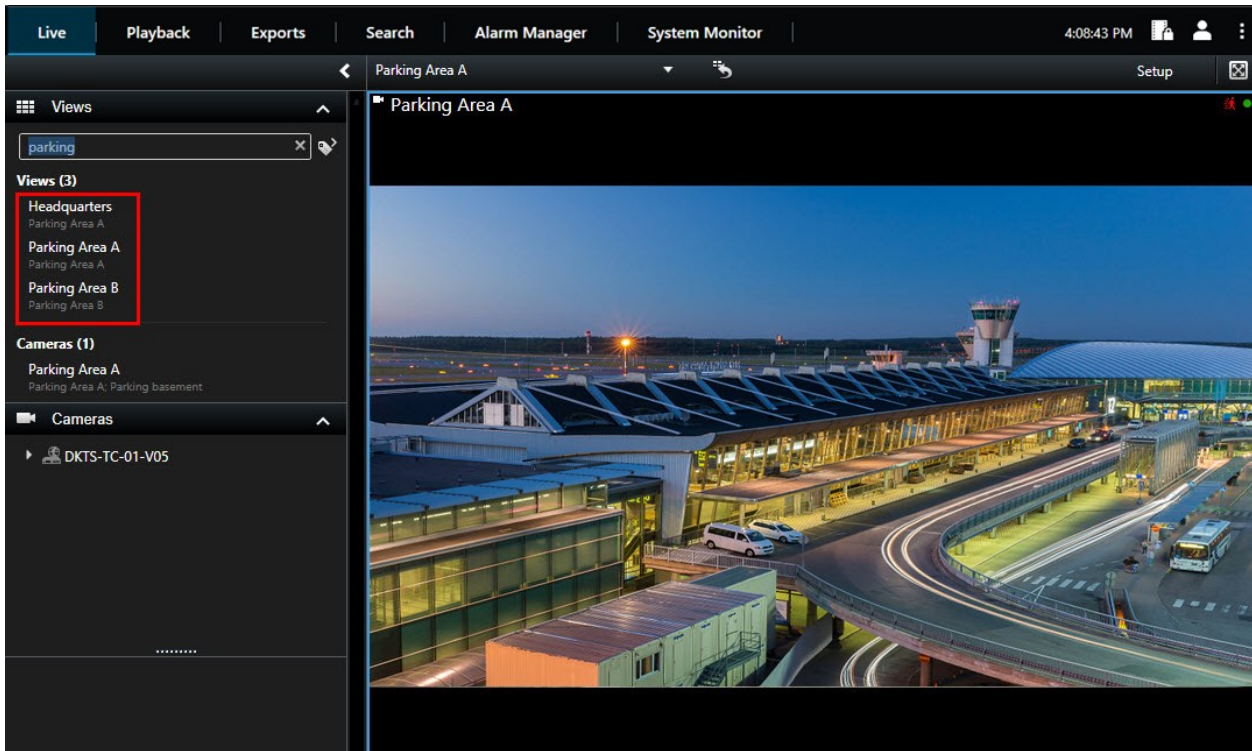 Live Playback Exports Search Alarm Manager System Monitor 4:08:43 PM
Parking Area A Setup
Views
Parking Area A
parking
Views (3)
Headquarters
Parking Area A
Parking Area A
Parking Area A
Parking Area B
Parking Area B
Cameras (1)
Parking Area A
Parking Area A; Parking basement
Cameras
DKTS-TC-01-V05